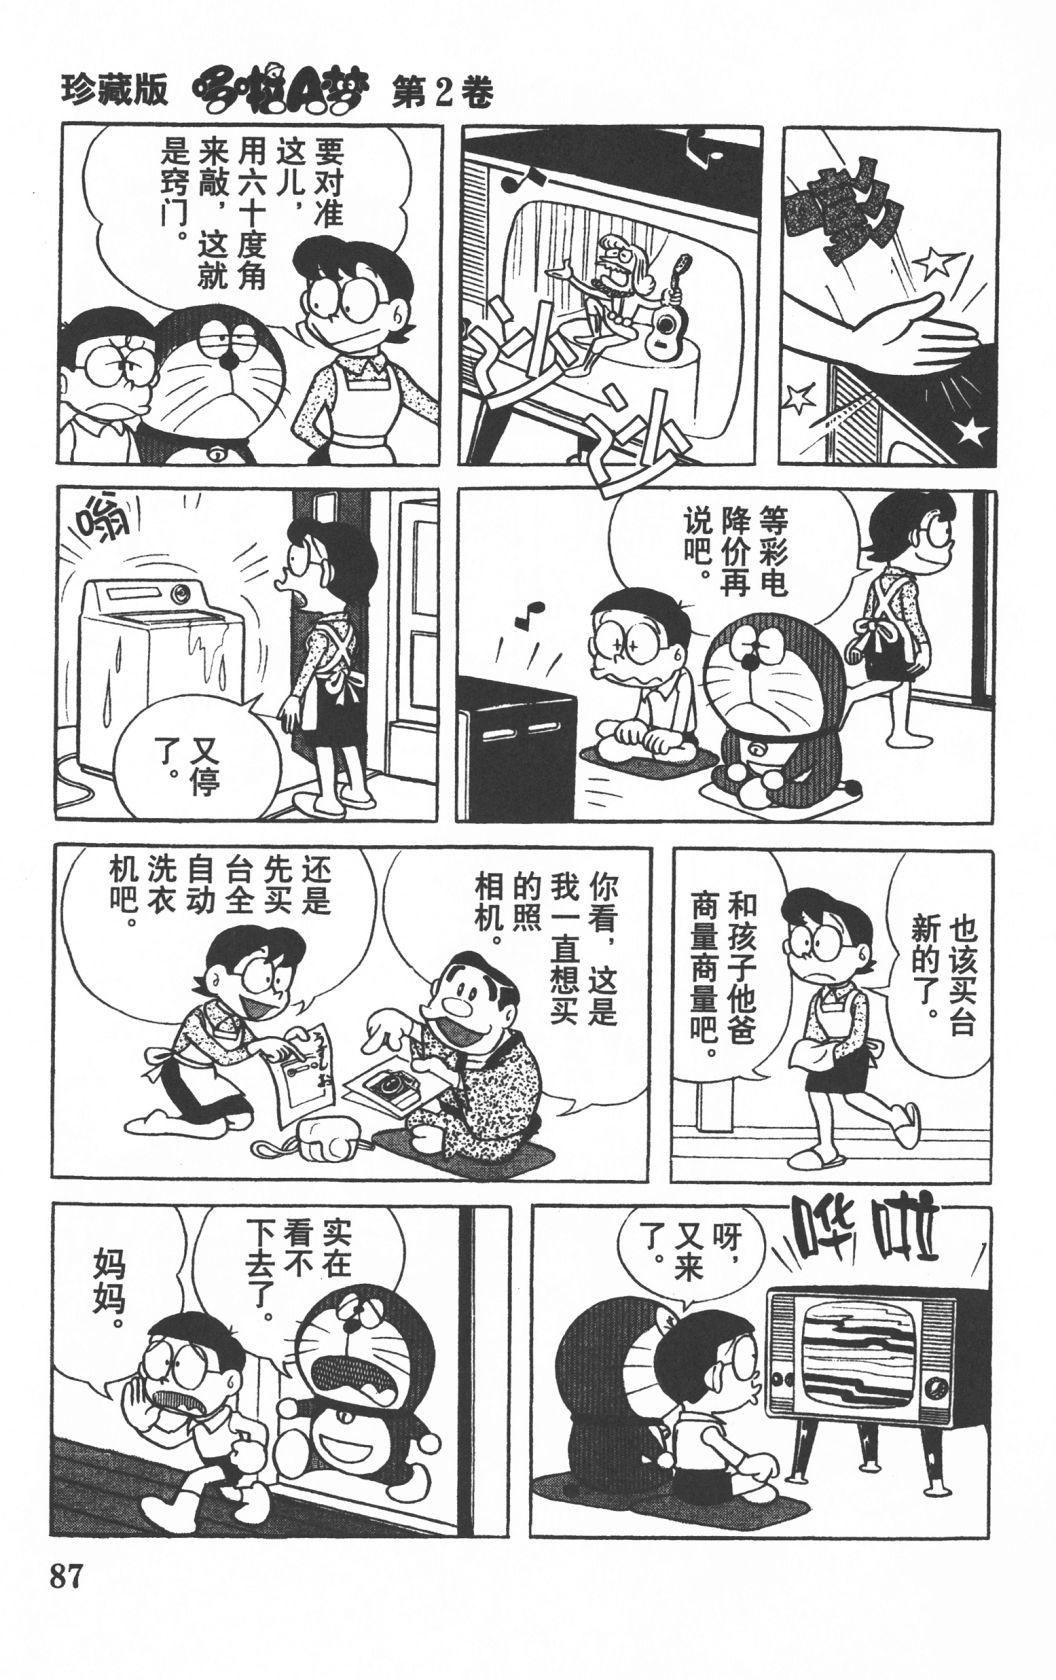 珍藏版 哆啦A梦 第2卷
要对准
这儿，
用六十度角
来敲，这就
是窍门。
等彩电
降价再
说吧。
嗡
又停
了。
也该买台
新的了。
和孩子他爸
商量商量吧。
你看，这是
我一直想买
的照
相机。
还是
先买
台全
自动
洗衣
机吧。
哗啦
呀，
又来
了。
实在
看不
下去了。
妈妈。
87